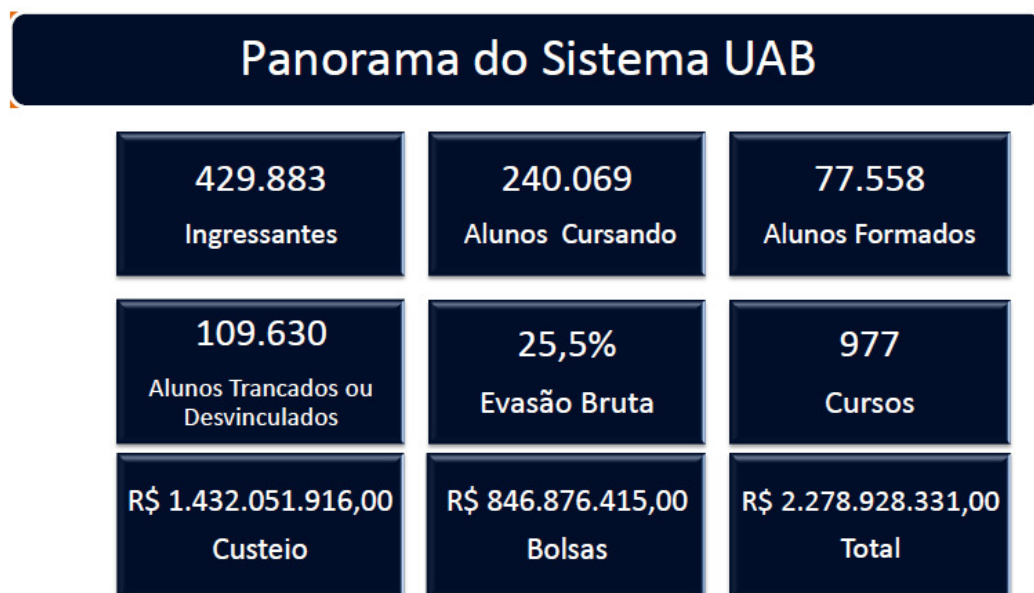 Panorama do Sistema UAB
429.883
Ingressantes
240.069
Alunos Cursando
77.558
Alunos Formados
109.630
Alunos Trancados ou
Desvinculados
25,5%
Evasão Bruta
977
Cursos
R$ 1.432.051.916,00
Custeio
R$ 846.876.415,00
Bolsas
R$ 2.278.928.331,00
Total